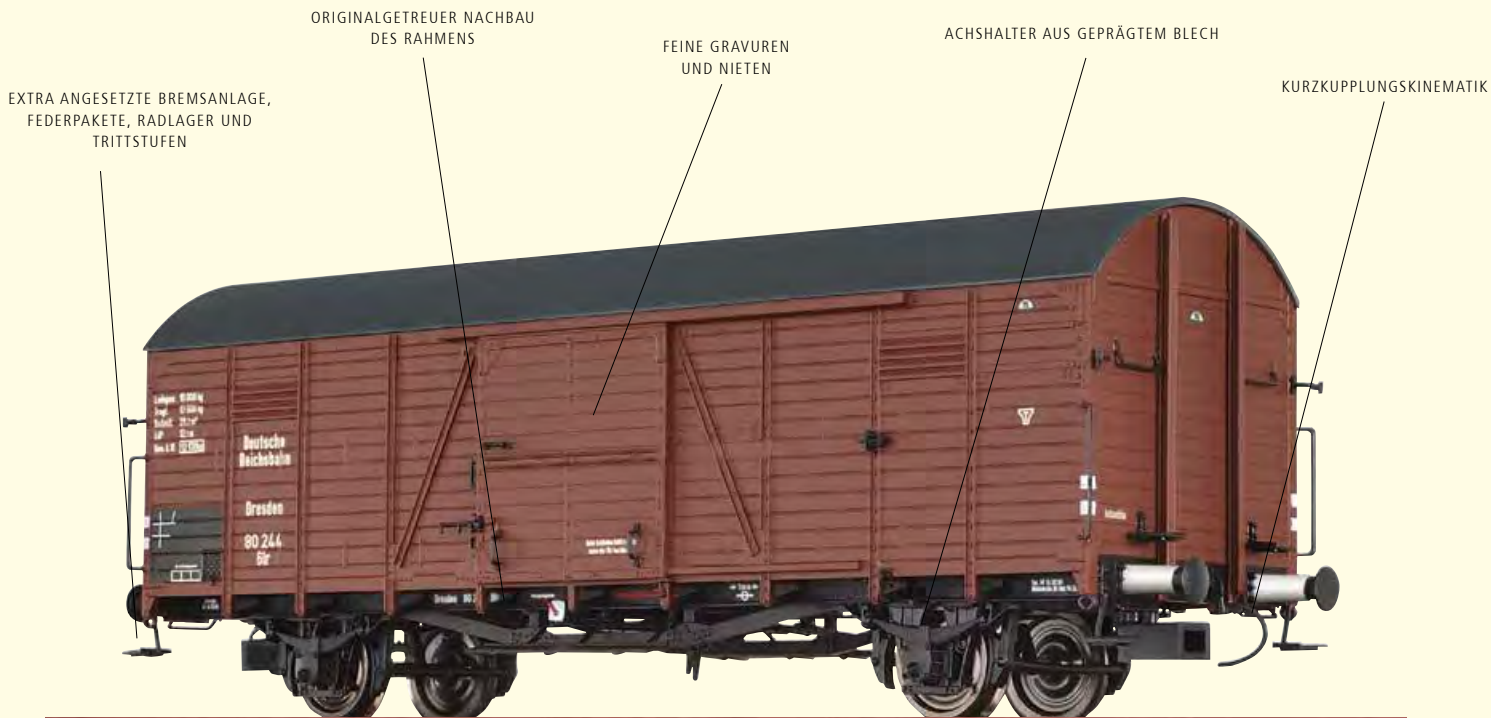 ORIGINALGETREUER NACHBAU
DES RAHMENS
FEINE GRAVUREN
UND NIETEN
ACHSHALTER AUS GEPRÄGTEM BLECH
KURZKUPPLUNGSKINEMATIK
EXTRA ANGESETZTE BREMSANLAGE,
FEDERPAKETE, RADLAGER UND
TRITTSTUFEN
Deutsche
Reichsbahn
Dresden
80 244
Glr
Dresden